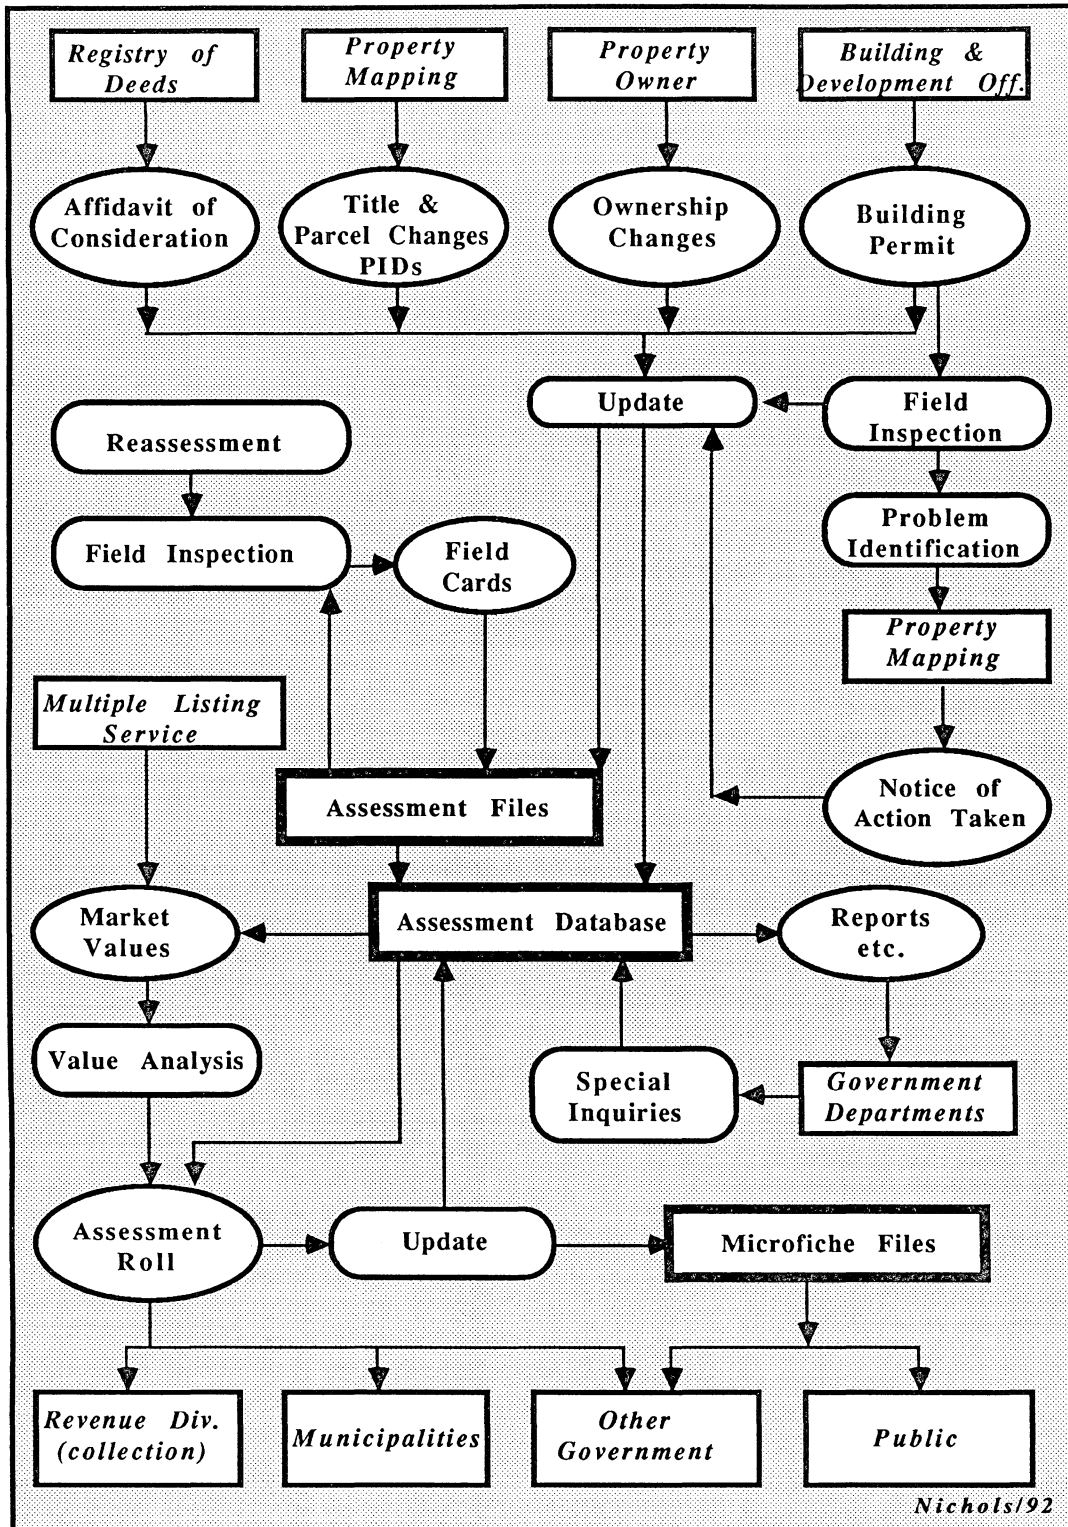 Registry of
Deeds
Property
Mapping
Property
Owner
Building &
Development Off.
Affidavit of
Consideration
Title &
Parcel Changes
PIDs
Ownership
Changes
Building
Permit
Update
Field
Inspection
Reassessment
Field Inspection
Field
Cards
Problem
Identification
Property
Mapping
Multiple Listing
Service
Assessment Files
Notice of
Action Taken
Market
Values
Assessment Database
Reports
etc.
Value Analysis
Special
Inquiries
Government
Departments
Assessment
Roll
Update
Microfiche Files
Revenue Div.
(collection)
Municipalities
Other
Government
Public
Nichols/92